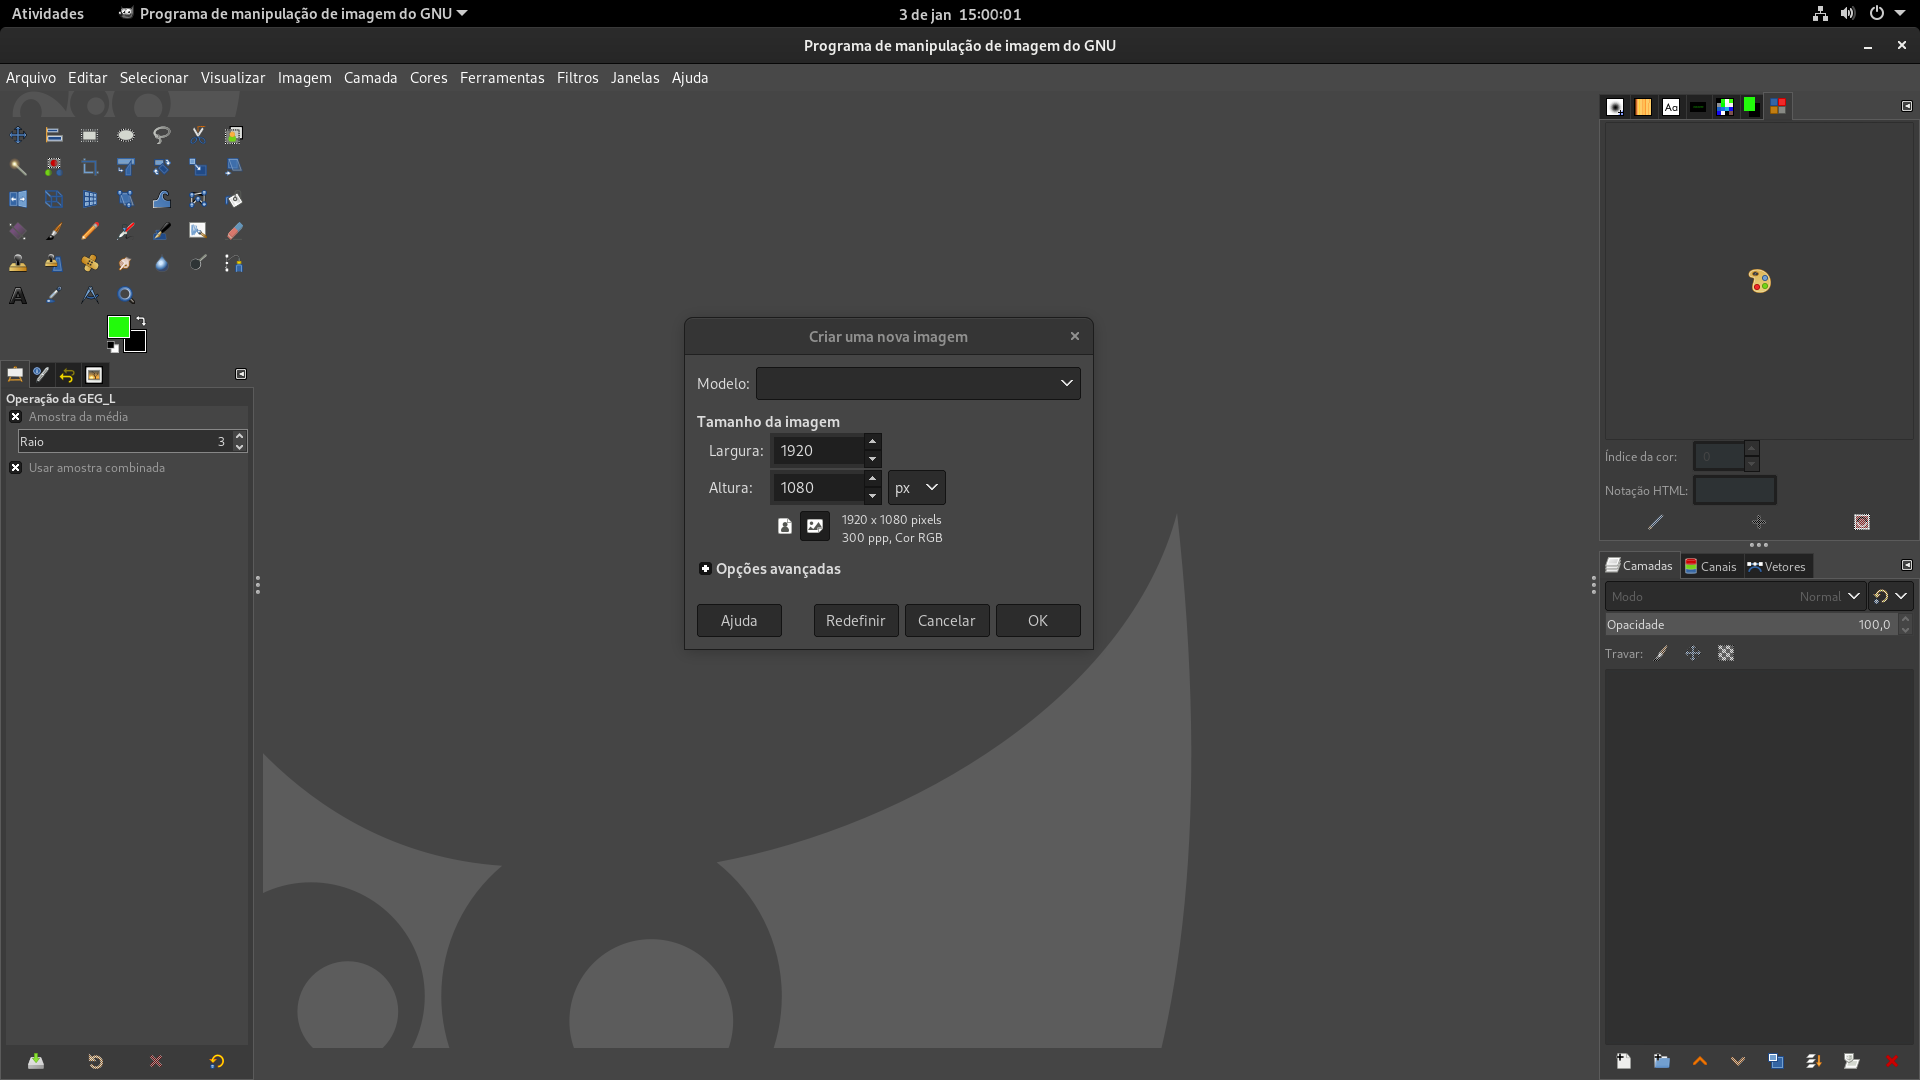 Atividades
Programa de manipulação de imagem do GNU
3 de jan 15:00:01
Programa de manipulação de imagem do GNU
Arquivo Editar Selecionar Visualizar Imagem Camada Cores Ferramentas Filtros Janelas Ajuda
Operação da GEG_L
Amostra da média
Raio 3
Usar amostra combinada
Criar uma nova imagem
Modelo:
Tamanho da imagem
Largura: 1920
Altura: 1080 px
1920 x 1080 pixels
300 ppp, Cor RGB
Opções avançadas
Ajuda Redefinir Cancelar OK
Aa
Índice da cor: 0
Notação HTML:
Camadas Canais Vetores
Modo Normal
Opacidade 100,0
Travar: